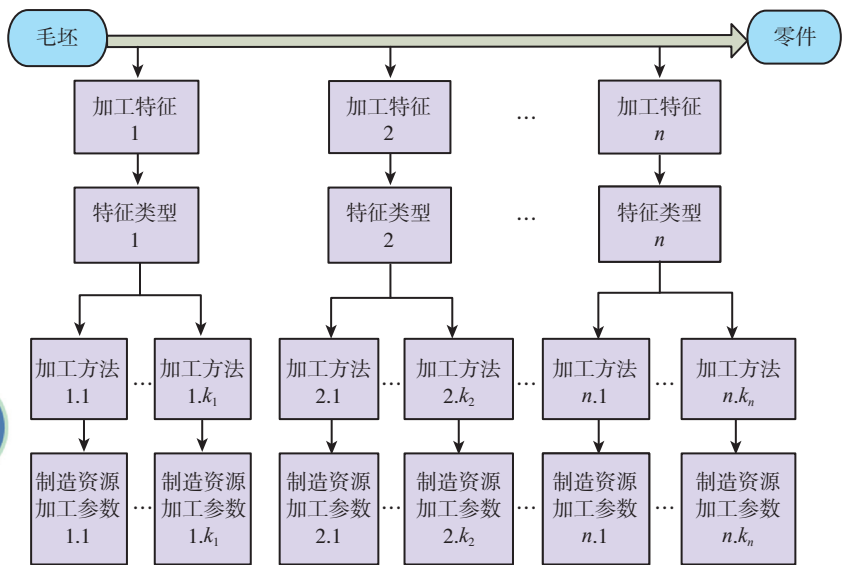 毛坯
零件
加工特征
1
加工特征
2
…
加工特征
n
特征类型
1
特征类型
2
…
特征类型
n
加工方法
1.1
…
加工方法
1.k₁
加工方法
2.1
…
加工方法
2.k₂
…
加工方法
n.1
…
加工方法
n.kₙ
制造资源
加工参数
1.1
…
制造资源
加工参数
1.k₁
制造资源
加工参数
2.1
…
制造资源
加工参数
2.k₂
…
制造资源
加工参数
n.1
…
制造资源
加工参数
n.kₙ